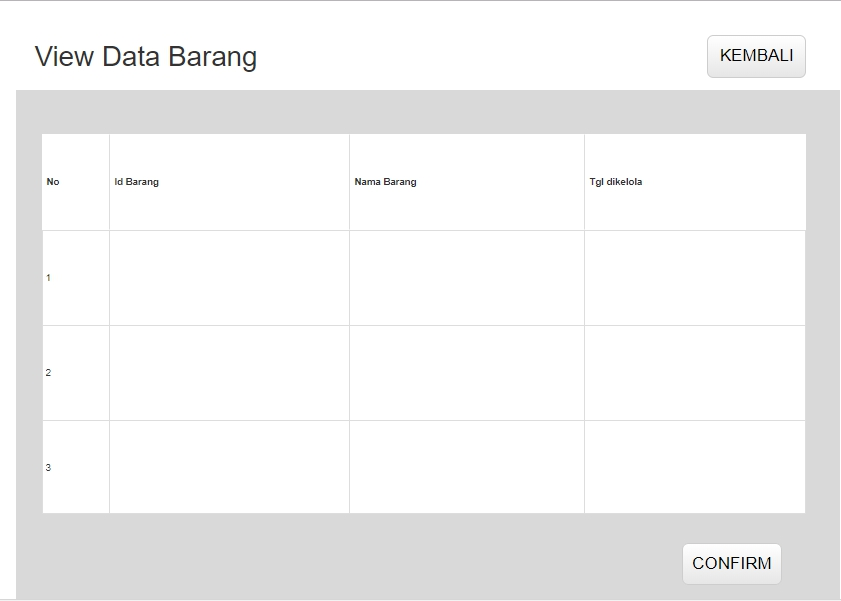 View Data Barang
KEMBALI
No Id Barang Nama Barang Tgl dikelola
1
2
3
CONFIRM